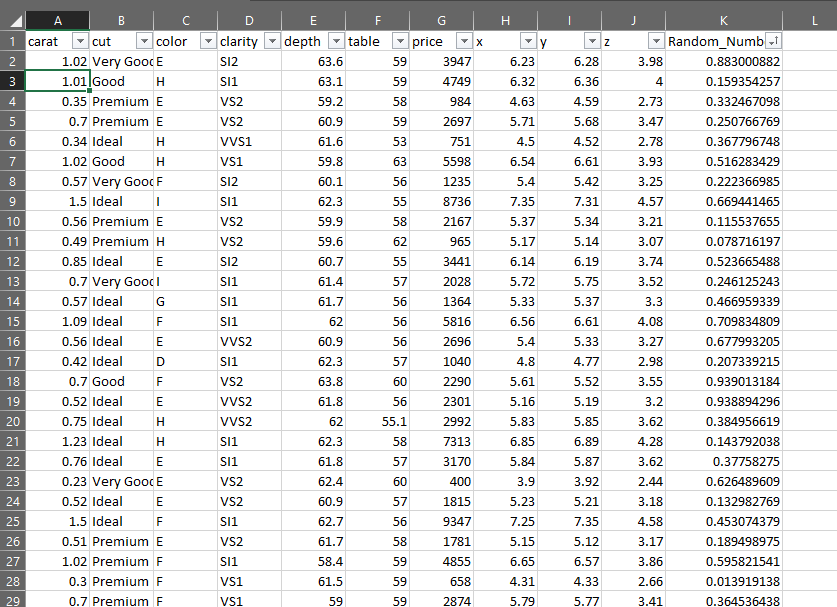 A B C D E F G H I J K L
1 carat cut color clarity depth table price x y z Random_Numb
2 1.02 Very Good E SI2 63.6 59 3947 6.23 6.28 3.98 0.883000882
3 1.01 Good H SI1 63.1 59 4749 6.32 6.36 4 0.159354257
4 0.35 Premium E VS2 59.2 58 984 4.63 4.59 2.73 0.332467098
5 0.7 Premium E VS2 60.9 59 2697 5.71 5.68 3.47 0.250766769
6 0.34 Ideal H VVS1 61.6 53 751 4.5 4.52 2.78 0.367796748
7 1.02 Good H VS1 59.8 63 5598 6.54 6.61 3.93 0.516283429
8 0.57 Very Good F SI2 60.1 56 1235 5.4 5.42 3.25 0.222366985
9 1.5 Ideal I SI1 62.3 55 8736 7.35 7.31 4.57 0.669441465
10 0.56 Premium E VS2 59.9 58 2167 5.37 5.34 3.21 0.115537655
11 0.49 Premium H VS2 59.6 62 965 5.17 5.14 3.07 0.078716197
12 0.85 Ideal E SI2 60.7 55 3441 6.14 6.19 3.74 0.523665488
13 0.7 Very Good I SI1 61.4 57 2028 5.72 5.75 3.52 0.246125243
14 0.57 Ideal G SI1 61.7 56 1364 5.33 5.37 3.3 0.466959339
15 1.09 Ideal F SI1 62 56 5816 6.56 6.61 4.08 0.709834809
16 0.56 Ideal E VVS2 60.9 56 2696 5.4 5.33 3.27 0.677993205
17 0.42 Ideal D SI1 62.3 57 1040 4.8 4.77 2.98 0.207339215
18 0.7 Good F VS2 63.8 60 2290 5.61 5.52 3.55 0.939013184
19 0.52 Ideal E VVS2 61.8 56 2301 5.16 5.19 3.2 0.938894296
20 0.75 Ideal H VVS2 62 55.1 2992 5.83 5.85 3.62 0.384956619
21 1.23 Ideal H SI1 62.3 58 7313 6.85 6.89 4.28 0.143792038
22 0.76 Ideal E SI1 61.8 57 3170 5.84 5.87 3.62 0.37758275
23 0.23 Very Good E VS2 62.4 60 400 3.9 3.92 2.44 0.626489609
24 0.52 Ideal E VS2 60.9 57 1815 5.23 5.21 3.18 0.132982769
25 1.5 Ideal F SI1 62.7 56 9347 7.25 7.35 4.58 0.453074379
26 0.51 Premium E VS2 61.7 58 1781 5.15 5.12 3.17 0.189498975
27 1.02 Premium F SI1 58.4 59 4855 6.65 6.57 3.86 0.595821541
28 0.3 Premium F VS1 61.5 59 658 4.31 4.33 2.66 0.013919138
29 0.7 Premium F VS1 59 59 2874 5.79 5.77 3.41 0.364536438